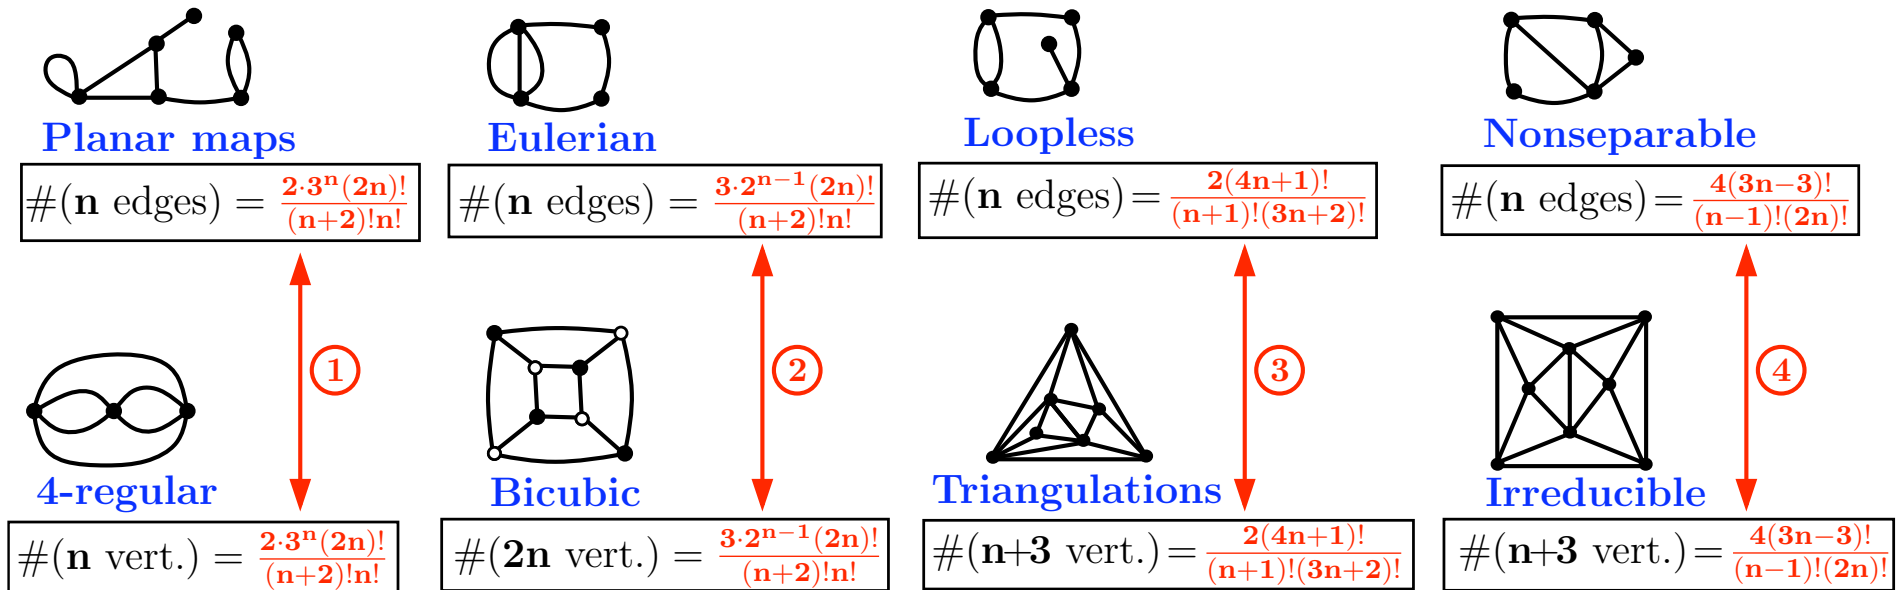 Planar maps
#(n edges) = 2·3^n(2n)!/(n+2)!n!
Eulerian
#(n edges) = 3·2^{n−1}(2n)!/(n+2)!n!
Loopless
#(n edges) = 2(4n+1)!/(n+1)!(3n+2)!
Nonseparable
#(n edges) = 4(3n−3)!/(n−1)!(2n)!
1
2
3
4
4-regular
#(n vert.) = 2·3^n(2n)!/(n+2)!n!
Bicubic
#(2n vert.) = 3·2^{n−1}(2n)!/(n+2)!n!
Triangulations
#(n+3 vert.) = 2(4n+1)!/(n+1)!(3n+2)!
Irreducible
#(n+3 vert.) = 4(3n−3)!/(n−1)!(2n)!